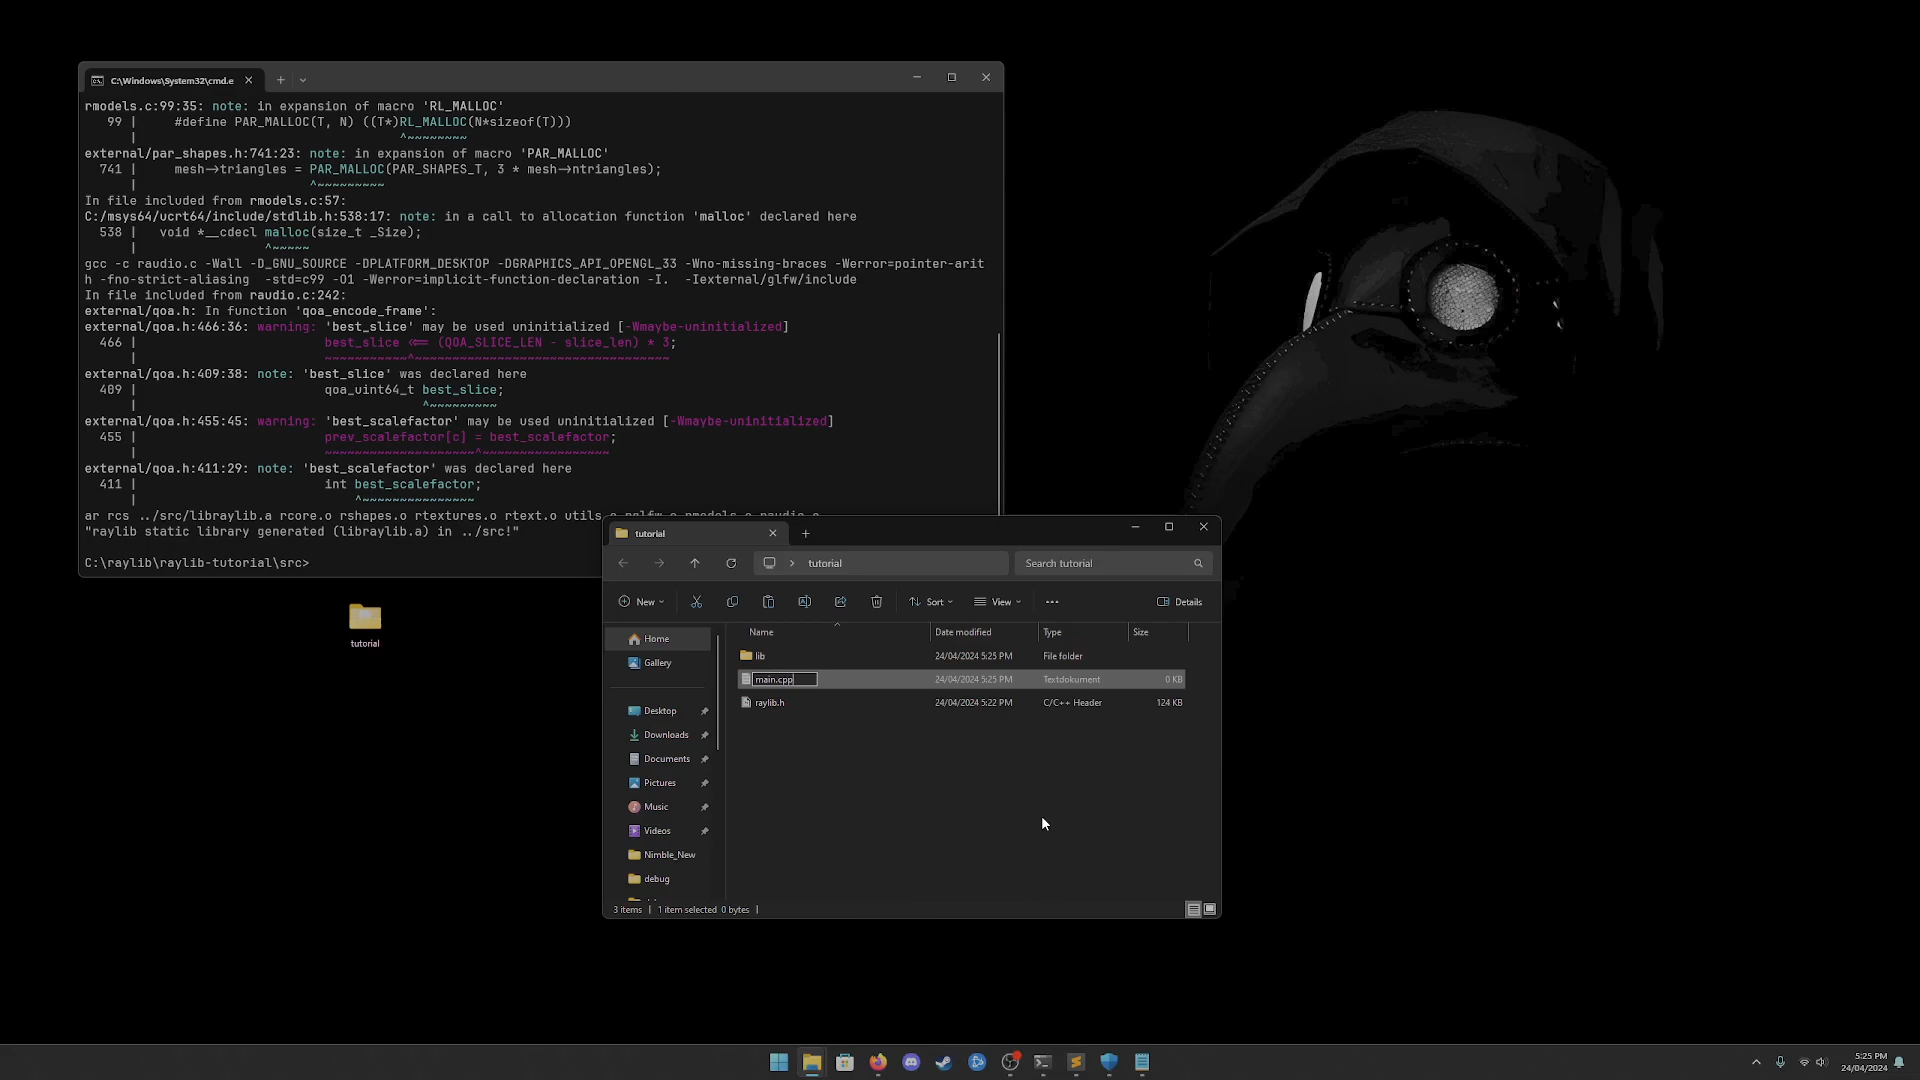 C:\Windows\System32\cmd.e
rmodels.c:99:35: note: in expansion of macro 'RL_MALLOC'
99 | #define PAR_MALLOC(T, N) ((T*)RL_MALLOC(N*sizeof(T)))
| ^~~~~~~~~
external/par_shapes.h:741:23: note: in expansion of macro 'PAR_MALLOC'
741 | mesh->triangles = PAR_MALLOC(PAR_SHAPES_T, 3 * mesh->ntriangles);
| ^~~~~~~~~~
In file included from rmodels.c:57:
C:/msys64/ucrt64/include/stdlib.h:538:17: note: in a call to allocation function 'malloc' declared here
538 | void *__cdecl malloc(size_t _Size);
| ^~~~~~
gcc -c raudio.c -Wall -D_GNU_SOURCE -DPLATFORM_DESKTOP -DGRAPHICS_API_OPENGL_33 -Wno-missing-braces -Werror=pointer-arit
h -fno-strict-aliasing -std=c99 -O1 -Werror=implicit-function-declaration -I. -Iexternal/glfw/include
In file included from raudio.c:242:
external/qoa.h: In function 'qoa_encode_frame':
external/qoa.h:466:36: warning: 'best_slice' may be used uninitialized [-Wmaybe-uninitialized]
466 | best_slice <<= (QOA_SLICE_LEN - slice_len) * 3;
| ~~~~~~~~~~~^~~~~~~~~~~~~~~~~~~~~~~~~~~~~~~~~~~
external/qoa.h:409:38: note: 'best_slice' was declared here
409 | qoa_uint64_t best_slice;
| ^~~~~~~~~~
external/qoa.h:455:45: warning: 'best_scalefactor' may be used uninitialized [-Wmaybe-uninitialized]
455 | prev_scalefactor[c] = best_scalefactor;
| ~~~~~~~~~~~~~~~~~~~~^~~~~~~~~~~~~~~~~~
external/qoa.h:411:29: note: 'best_scalefactor' was declared here
411 | int best_scalefactor;
| ^~~~~~~~~~~~~~~~
ar rcs ../src/libraylib.a rcore.o rshapes.o rtextures.o rtext.o utils.o rglfw.o rmodels.o raudio.o
"raylib static library generated (libraylib.a) in ../src!"
C:\raylib\raylib-tutorial\src>
tutorial
tutorial
tutorial
Search tutorial
New
Sort
View
Details
Name
Date modified
Type
Size
Home
Gallery
Desktop
Downloads
Documents
Pictures
Music
Videos
Nimble_New
debug
lib 24/04/2024 5:25 PM File folder
main.cpp 24/04/2024 5:25 PM Textdokument 0 KB
raylib.h 24/04/2024 5:22 PM C/C++ Header 124 KB
3 items | 1 item selected 0 bytes |
5:25 PM
24/04/2024